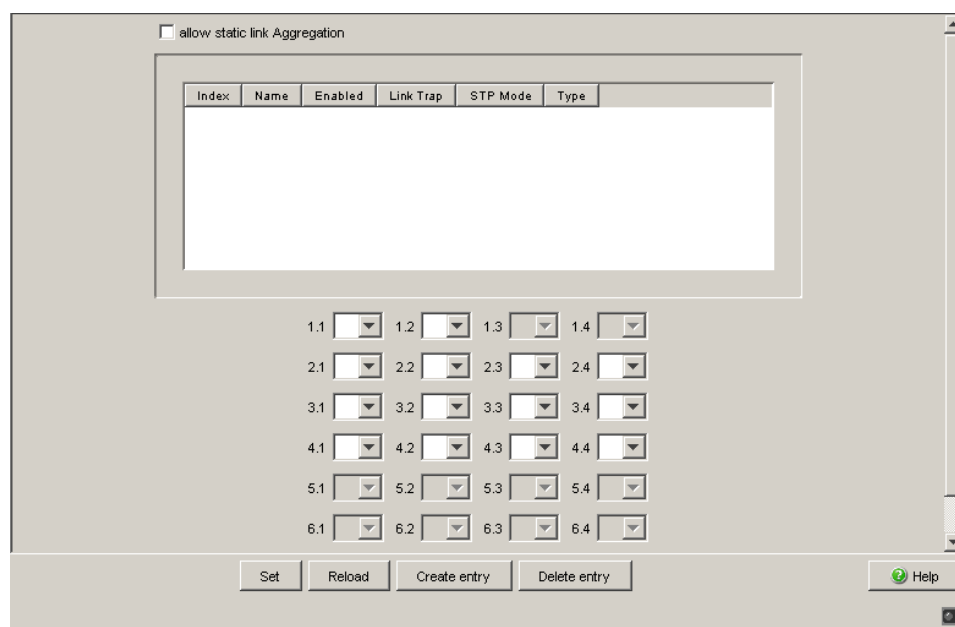 allow static link Aggregation
Index Name Enabled Link Trap STP Mode Type
1.1 1.2 1.3 1.4
2.1 2.2 2.3 2.4
3.1 3.2 3.3 3.4
4.1 4.2 4.3 4.4
5.1 5.2 5.3 5.4
6.1 6.2 6.3 6.4
Set Reload Create entry Delete entry Help